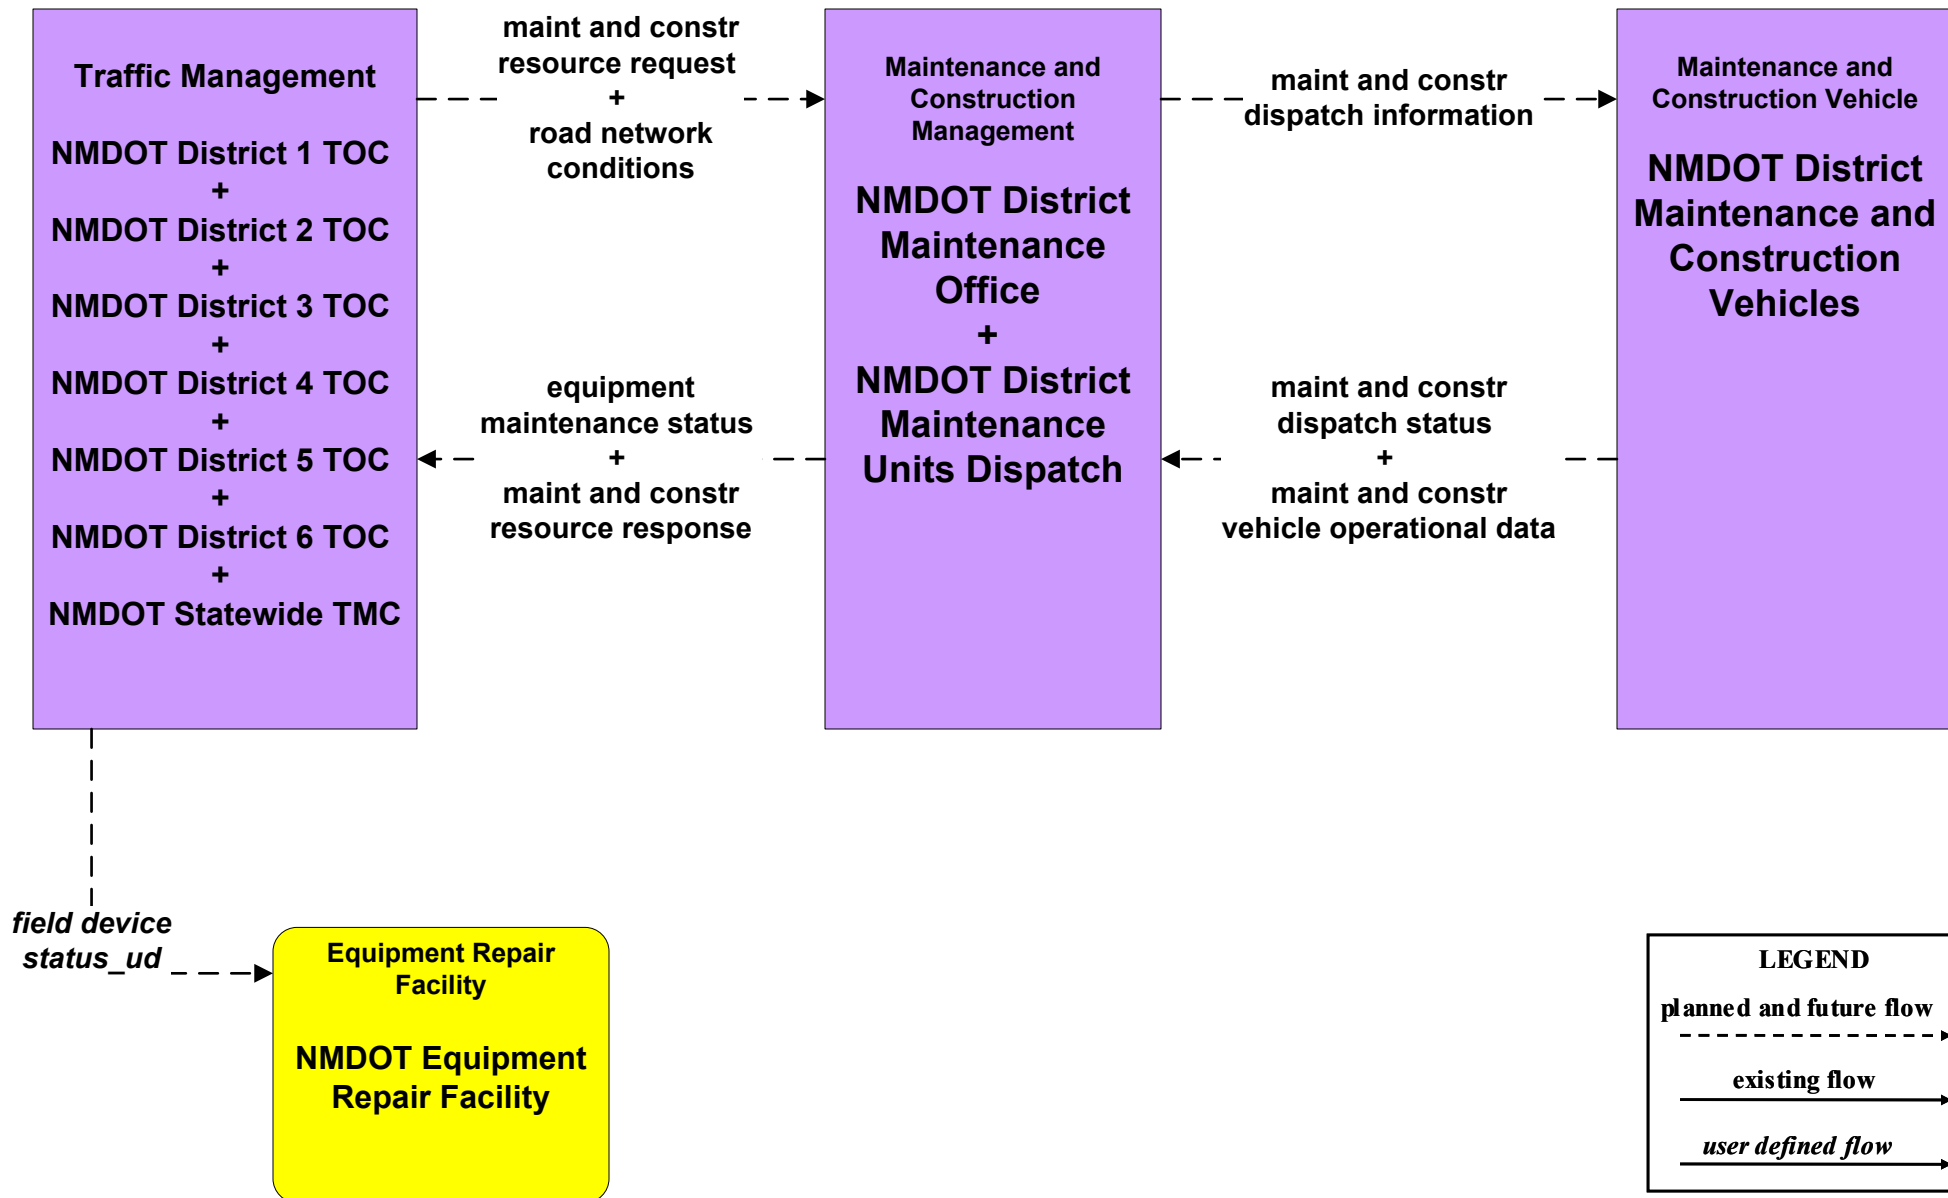 Traffic Management
NMDOT District 1 TOC
+
NMDOT District 2 TOC
+
NMDOT District 3 TOC
+
NMDOT District 4 TOC
+
NMDOT District 5 TOC
+
NMDOT District 6 TOC
+
NMDOT Statewide TMC
maint and constr
resource request
+
road network
conditions
equipment
maintenance status
+
maint and constr
resource response
Maintenance and
Construction
Management
NMDOT District
Maintenance
Office
+
NMDOT District
Maintenance
Units Dispatch
maint and constr
dispatch information
maint and constr
dispatch status
+
maint and constr
vehicle operational data
Maintenance and
Construction Vehicle
NMDOT District
Maintenance and
Construction
Vehicles
field device
status_ud
Equipment Repair
Facility
NMDOT Equipment
Repair Facility
LEGEND
planned and future flow
existing flow
user defined flow